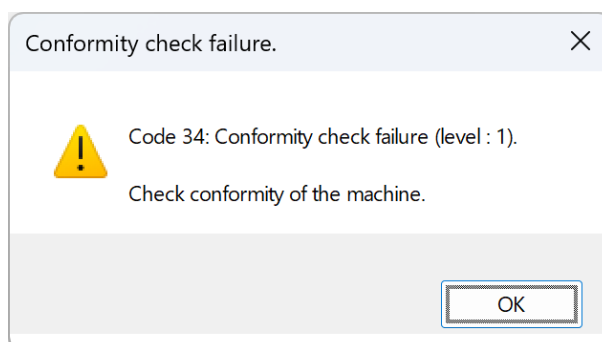 Conformity check failure.
Code 34: Conformity check failure (level : 1).
Check conformity of the machine.
OK